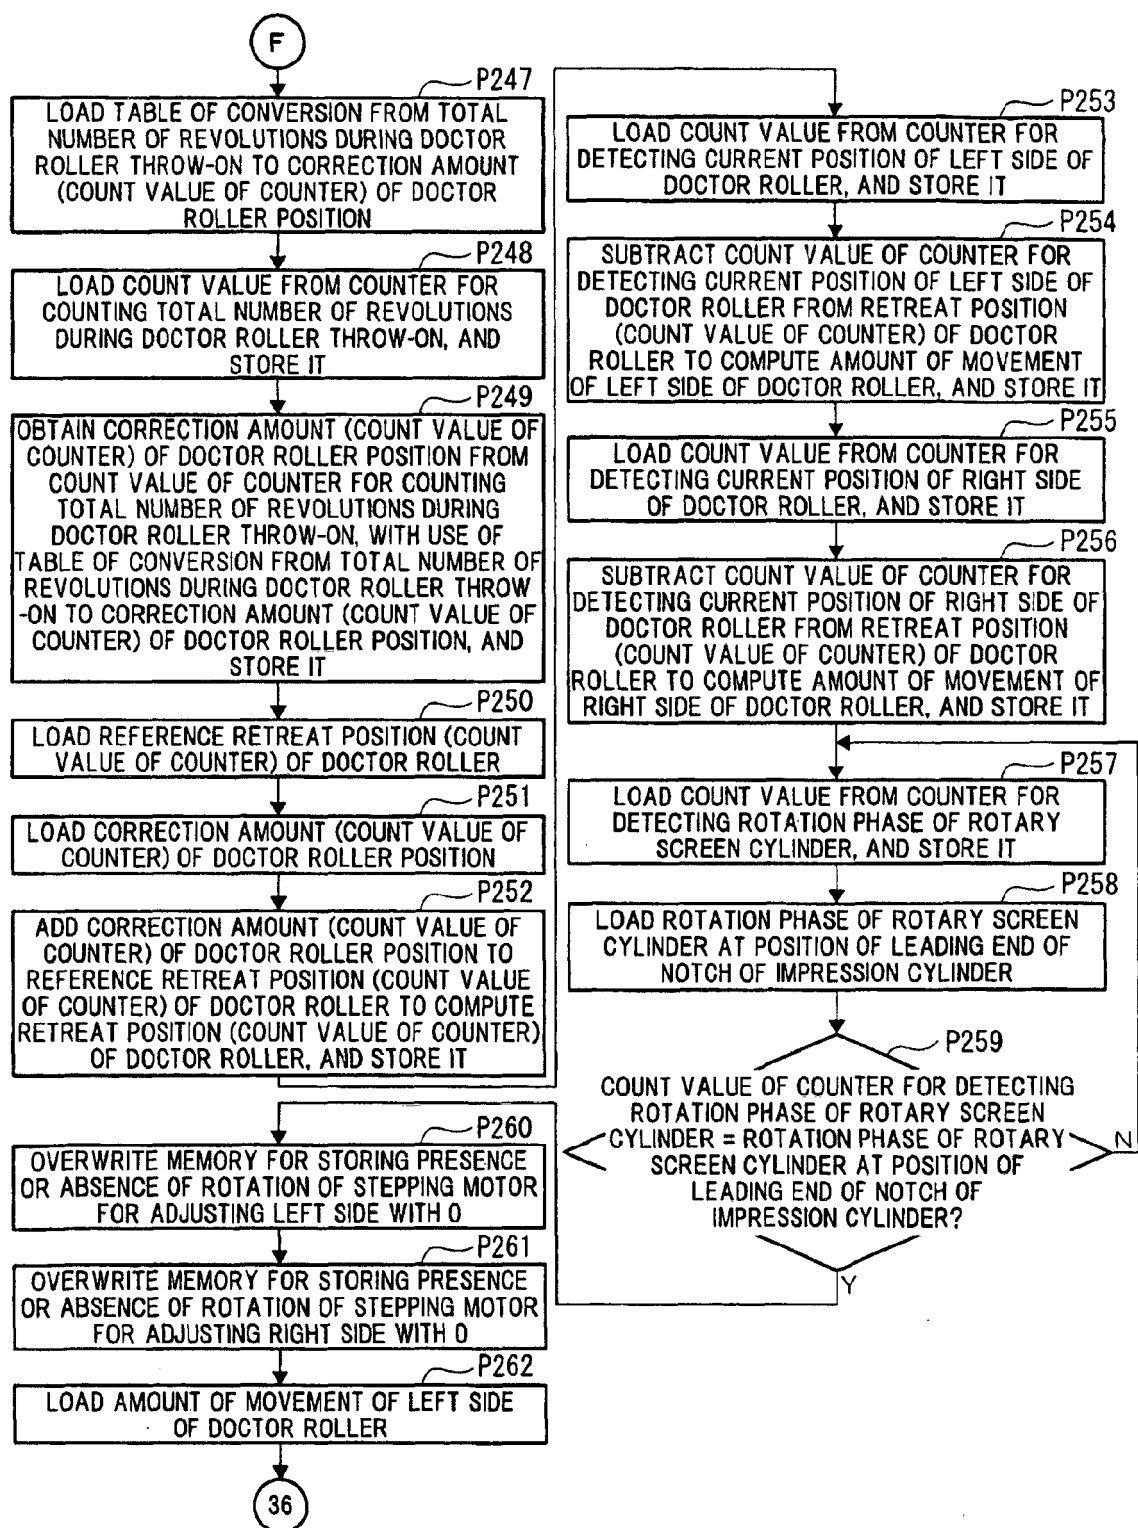 F
P247
LOAD TABLE OF CONVERSION FROM TOTAL
NUMBER OF REVOLUTIONS DURING DOCTOR
ROLLER THROW-ON TO CORRECTION AMOUNT
(COUNT VALUE OF COUNTER) OF DOCTOR
ROLLER POSITION
P248
LOAD COUNT VALUE FROM COUNTER FOR
COUNTING TOTAL NUMBER OF REVOLUTIONS
DURING DOCTOR ROLLER THROW-ON, AND
STORE IT
P249
OBTAIN CORRECTION AMOUNT (COUNT VALUE OF
COUNTER) OF DOCTOR ROLLER POSITION FROM
COUNT VALUE OF COUNTER FOR COUNTING
TOTAL NUMBER OF REVOLUTIONS DURING
DOCTOR ROLLER THROW-ON, WITH USE OF
TABLE OF CONVERSION FROM TOTAL NUMBER OF
REVOLUTIONS DURING DOCTOR ROLLER THROW
-ON TO CORRECTION AMOUNT (COUNT VALUE OF
COUNTER) OF DOCTOR ROLLER POSITION, AND
STORE IT
P250
LOAD REFERENCE RETREAT POSITION (COUNT
VALUE OF COUNTER) OF DOCTOR ROLLER
P251
LOAD CORRECTION AMOUNT (COUNT VALUE OF
COUNTER) OF DOCTOR ROLLER POSITION
P252
ADD CORRECTION AMOUNT (COUNT VALUE OF
COUNTER) OF DOCTOR ROLLER POSITION TO
REFERENCE RETREAT POSITION (COUNT VALUE
OF COUNTER) OF DOCTOR ROLLER TO COMPUTE
RETREAT POSITION (COUNT VALUE OF COUNTER)
OF DOCTOR ROLLER, AND STORE IT
P253
LOAD COUNT VALUE FROM COUNTER FOR
DETECTING CURRENT POSITION OF LEFT SIDE OF
DOCTOR ROLLER, AND STORE IT
P254
SUBTRACT COUNT VALUE OF COUNTER FOR
DETECTING CURRENT POSITION OF LEFT SIDE OF
DOCTOR ROLLER FROM RETREAT POSITION
(COUNT VALUE OF COUNTER) OF DOCTOR
ROLLER TO COMPUTE AMOUNT OF MOVEMENT
OF LEFT SIDE OF DOCTOR ROLLER, AND STORE IT
P255
LOAD COUNT VALUE FROM COUNTER FOR
DETECTING CURRENT POSITION OF RIGHT SIDE
OF DOCTOR ROLLER, AND STORE IT
P256
SUBTRACT COUNT VALUE OF COUNTER FOR
DETECTING CURRENT POSITION OF RIGHT SIDE OF
DOCTOR ROLLER FROM RETREAT POSITION
(COUNT VALUE OF COUNTER) OF DOCTOR
ROLLER TO COMPUTE AMOUNT OF MOVEMENT OF
RIGHT SIDE OF DOCTOR ROLLER, AND STORE IT
P257
LOAD COUNT VALUE FROM COUNTER FOR
DETECTING ROTATION PHASE OF ROTARY
SCREEN CYLINDER, AND STORE IT
P258
LOAD ROTATION PHASE OF ROTARY SCREEN
CYLINDER AT POSITION OF LEADING END OF
NOTCH OF IMPRESSION CYLINDER
P259
COUNT VALUE OF COUNTER FOR DETECTING
ROTATION PHASE OF ROTARY SCREEN
CYLINDER = ROTATION PHASE OF ROTARY
SCREEN CYLINDER AT POSITION OF
LEADING END OF NOTCH OF
IMPRESSION CYLINDER?
N
Y
P260
OVERWRITE MEMORY FOR STORING PRESENCE
OR ABSENCE OF ROTATION OF STEPPING MOTOR
FOR ADJUSTING LEFT SIDE WITH 0
P261
OVERWRITE MEMORY FOR STORING PRESENCE
OR ABSENCE OF ROTATION OF STEPPING MOTOR
FOR ADJUSTING RIGHT SIDE WITH 0
P262
LOAD AMOUNT OF MOVEMENT OF LEFT SIDE
OF DOCTOR ROLLER
36